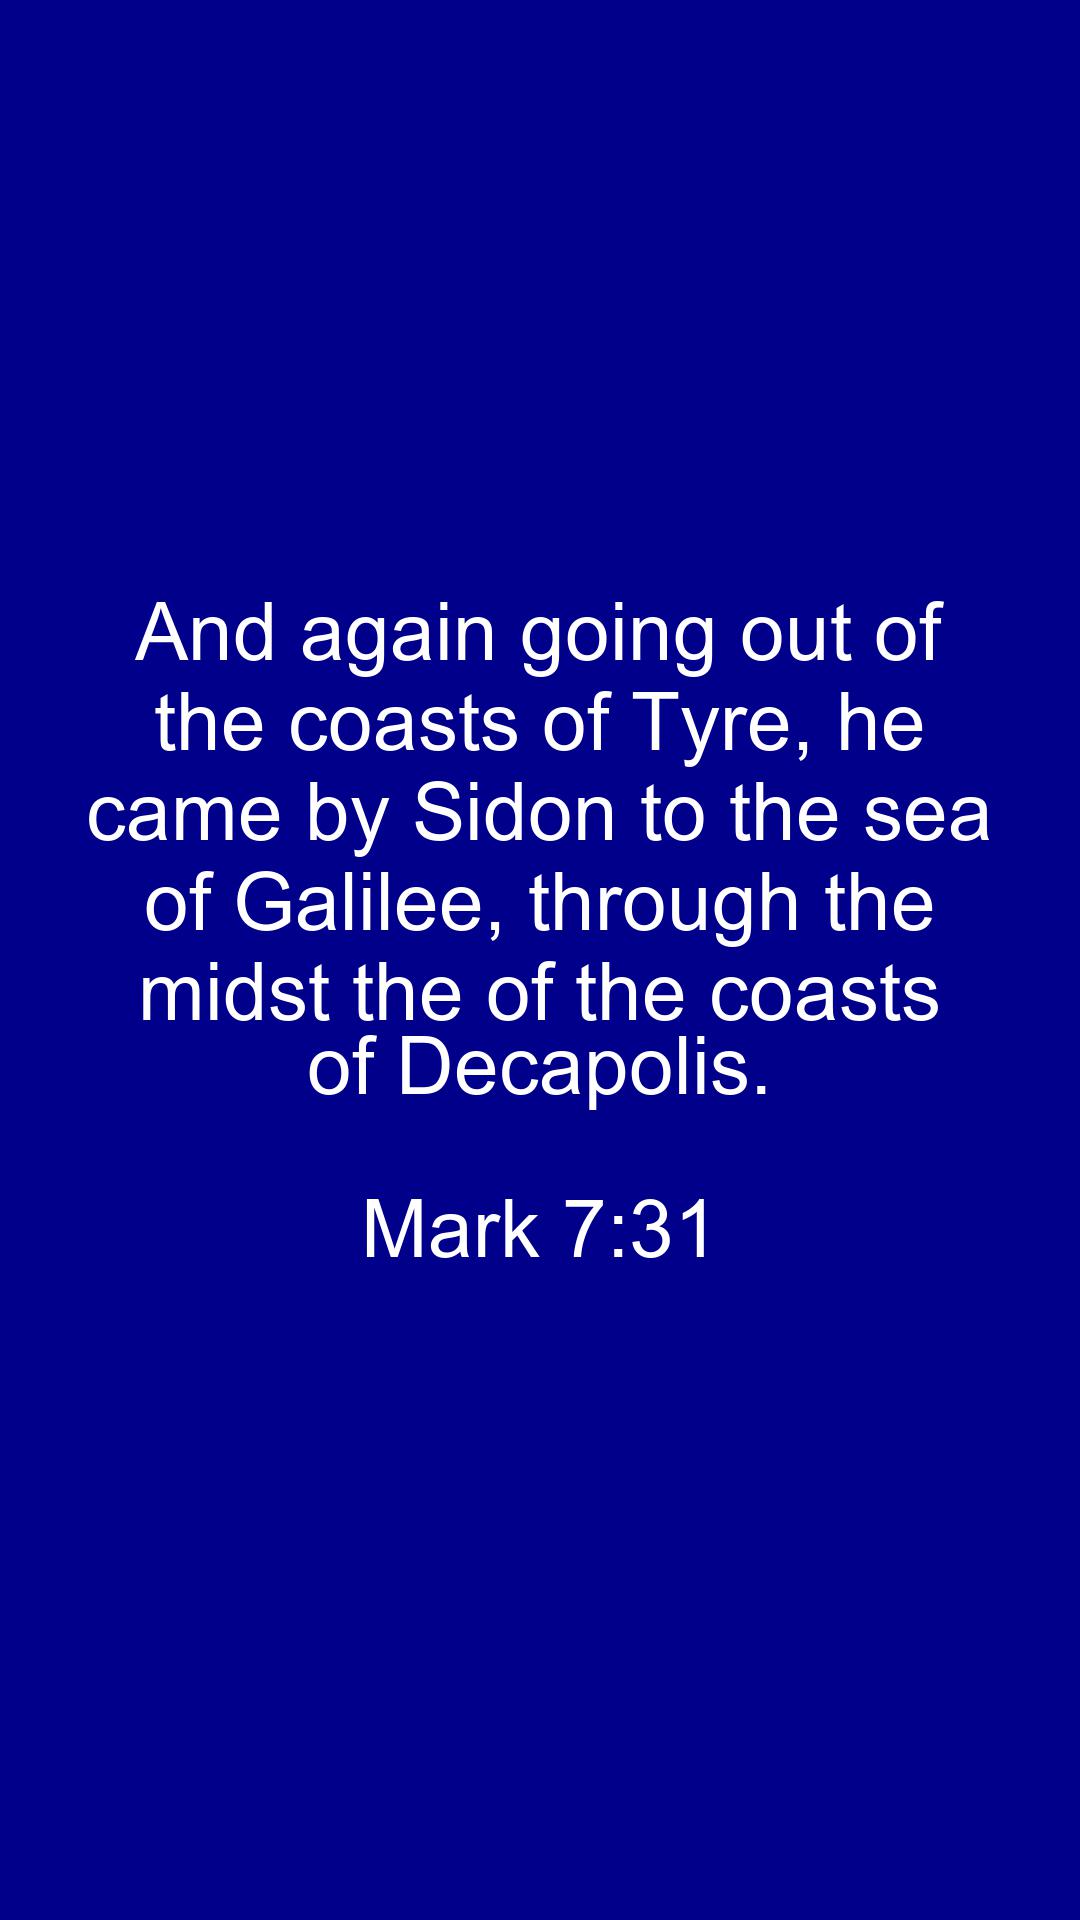 And again going out of
the coasts of Tyre, he
came by Sidon to the sea
of Galilee, through the
midst the of the coasts
of Decapolis.
Mark 7:31